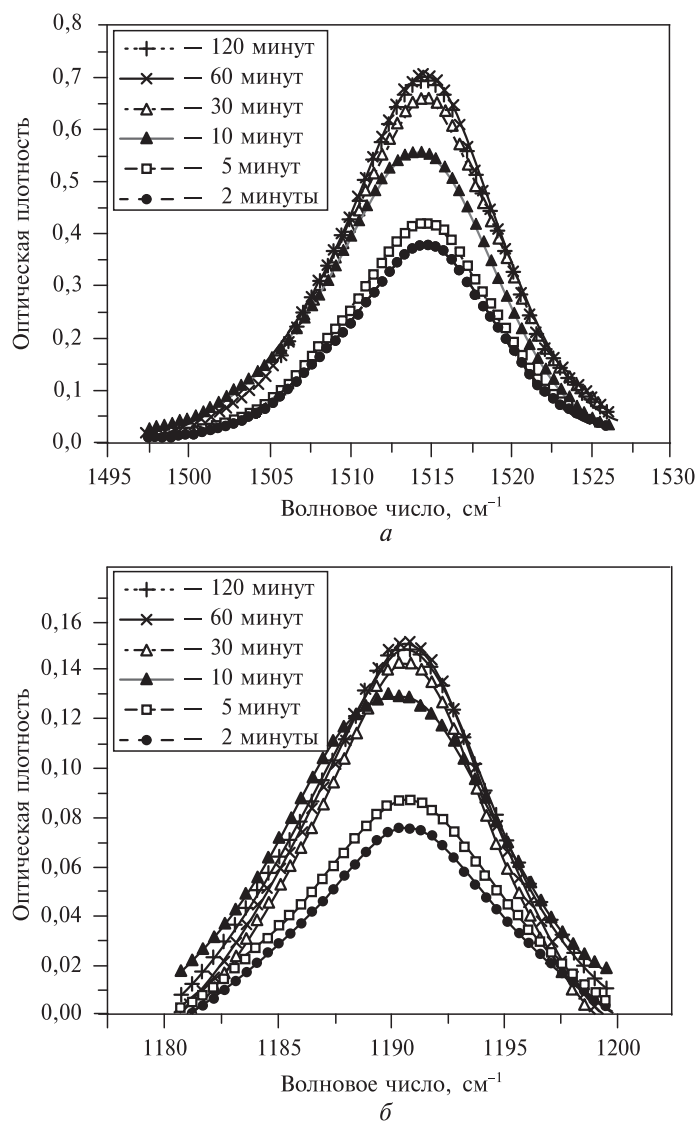 0,8
0,7
0,6
0,5
0,4
0,3
0,2
0,1
0,0
Оптическая плотность
— 120 минут
— 60 минут
— 30 минут
— 10 минут
— 5 минут
— 2 минуты
1495 1500 1505 1510 1515 1520 1525 1530
Волновое число, см⁻¹
а
0,16
0,14
0,12
0,10
0,08
0,06
0,04
0,02
0,00
Оптическая плотность
— 120 минут
— 60 минут
— 30 минут
— 10 минут
— 5 минут
— 2 минуты
1180 1185 1190 1195 1200
Волновое число, см⁻¹
б